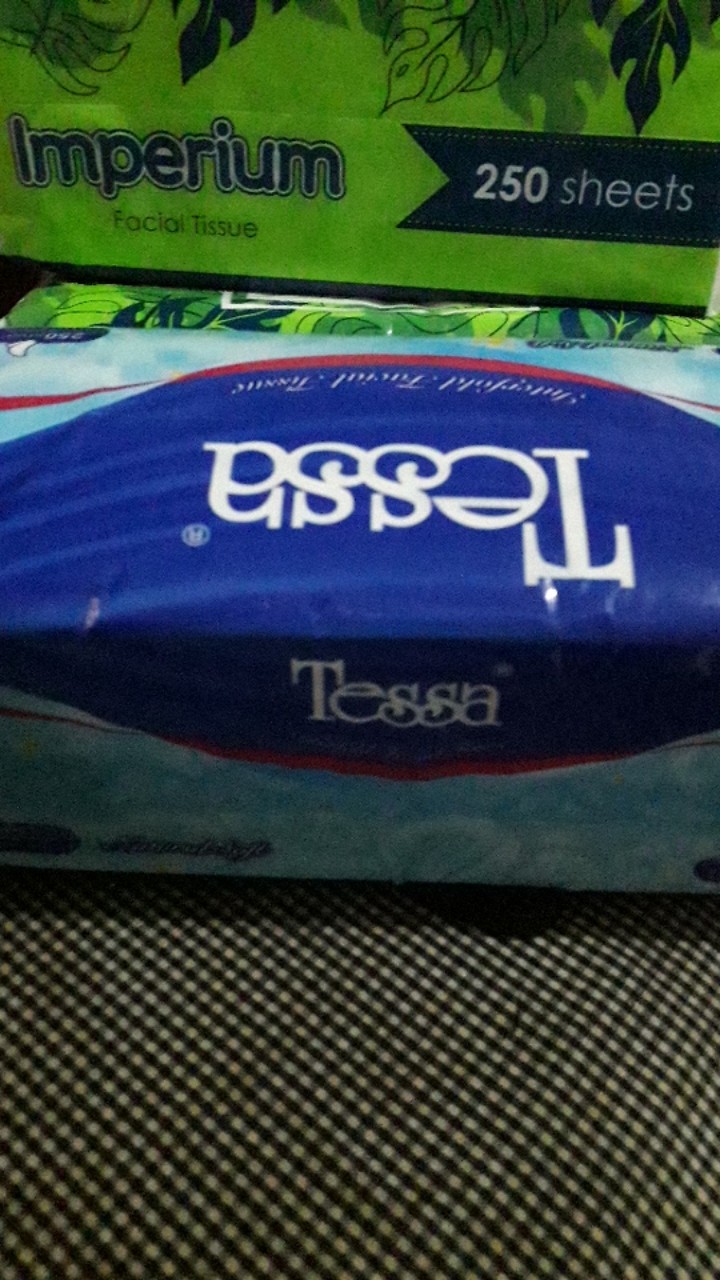 Imperium
Facial Tissue
250 sheets
Interfold Facial Tissue
Tessa®
Tessa